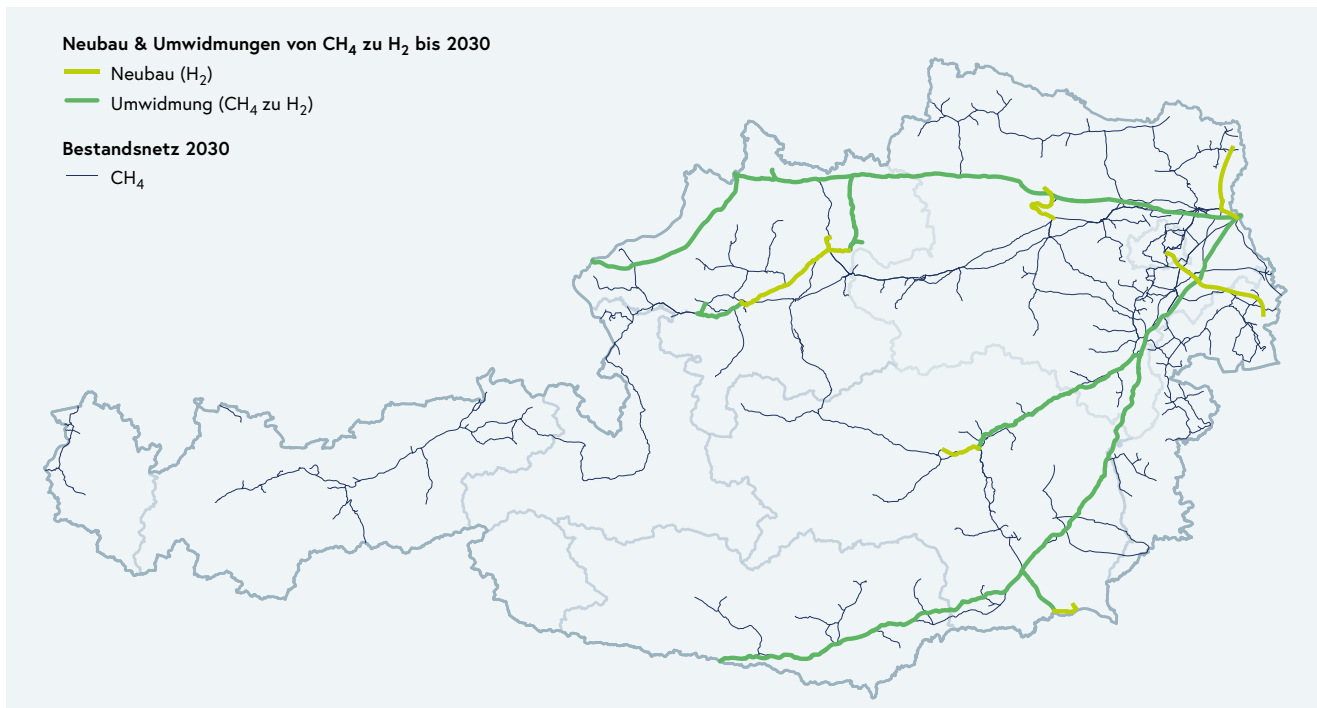 Neubau & Umwidmungen von CH₄ zu H₂ bis 2030
Neubau (H₂)
Umwidmung (CH₄ zu H₂)
Bestandsnetz 2030
CH₄